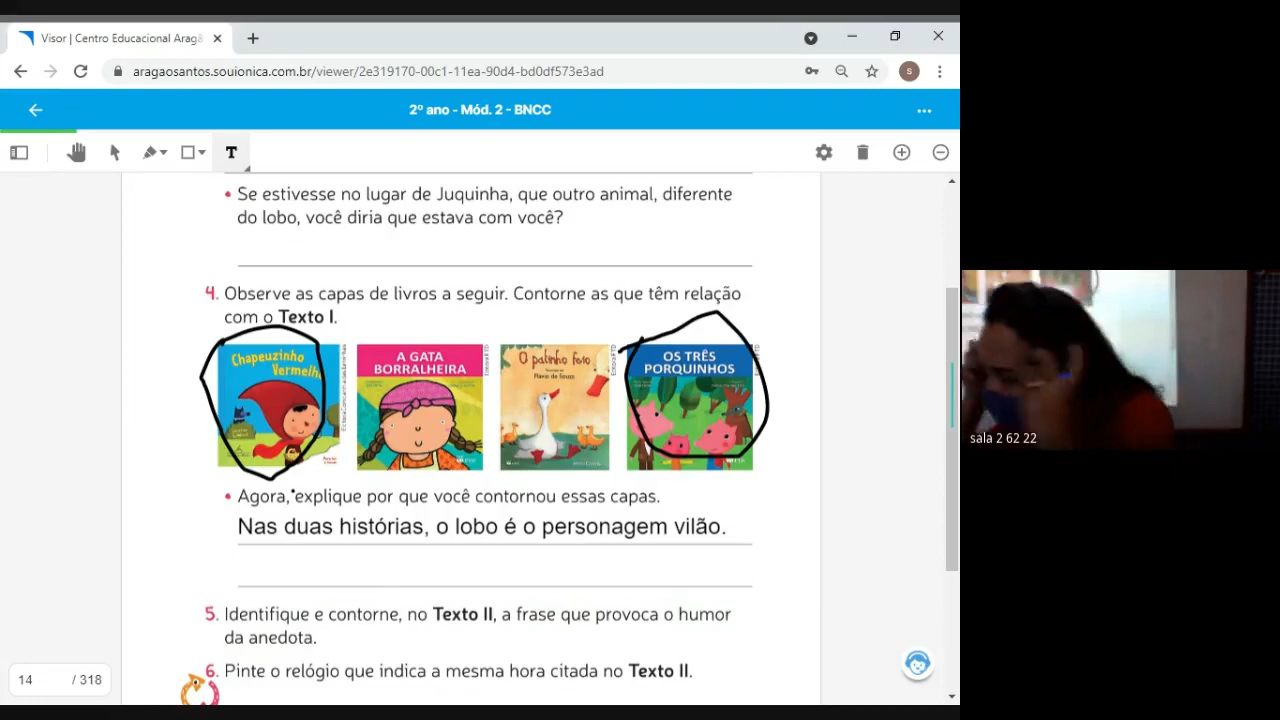 Visor | Centro Educacional Aragã
aragaosantos.souionica.com.br/viewer/2e319170-00c1-11ea-90d4-bd0df573e3ad
S
2º ano - Mód. 2 - BNCC
T
• Se estivesse no lugar de Juquinha, que outro animal, diferente
do lobo, você diria que estava com você?
4. Observe as capas de livros a seguir. Contorne as que têm relação
com o Texto I.
Chapeuzinho
Vermelh
A GATA
BORRALHEIRA
O patinho feio
Flavio de Souza
OS TRÊS
PORQUINHOS
• Agora, explique por que você contornou essas capas.
Nas duas histórias, o lobo é o personagem vilão.
5. Identifique e contorne, no Texto II, a frase que provoca o humor
da anedota.
6. Pinte o relógio que indica a mesma hora citada no Texto II.
14 / 318
sala 2 62 22